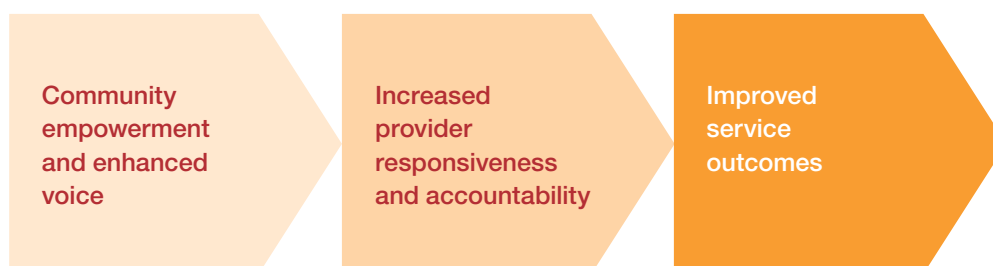 Community
empowerment
and enhanced
voice
Increased
provider
responsiveness
and accountability
Improved
service
outcomes